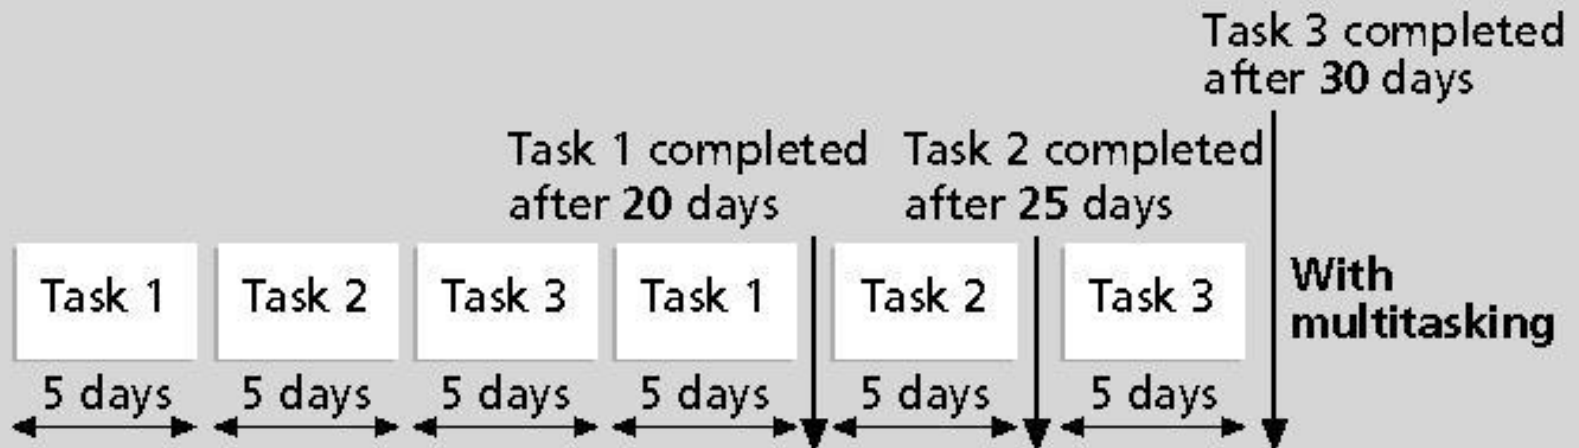 Task 3 completed
after 30 days
Task 1 completed
after 20 days
Task 2 completed
after 25 days
Task 1
Task 2
Task 3
Task 1
Task 2
Task 3
With
multitasking
5 days
5 days
5 days
5 days
5 days
5 days